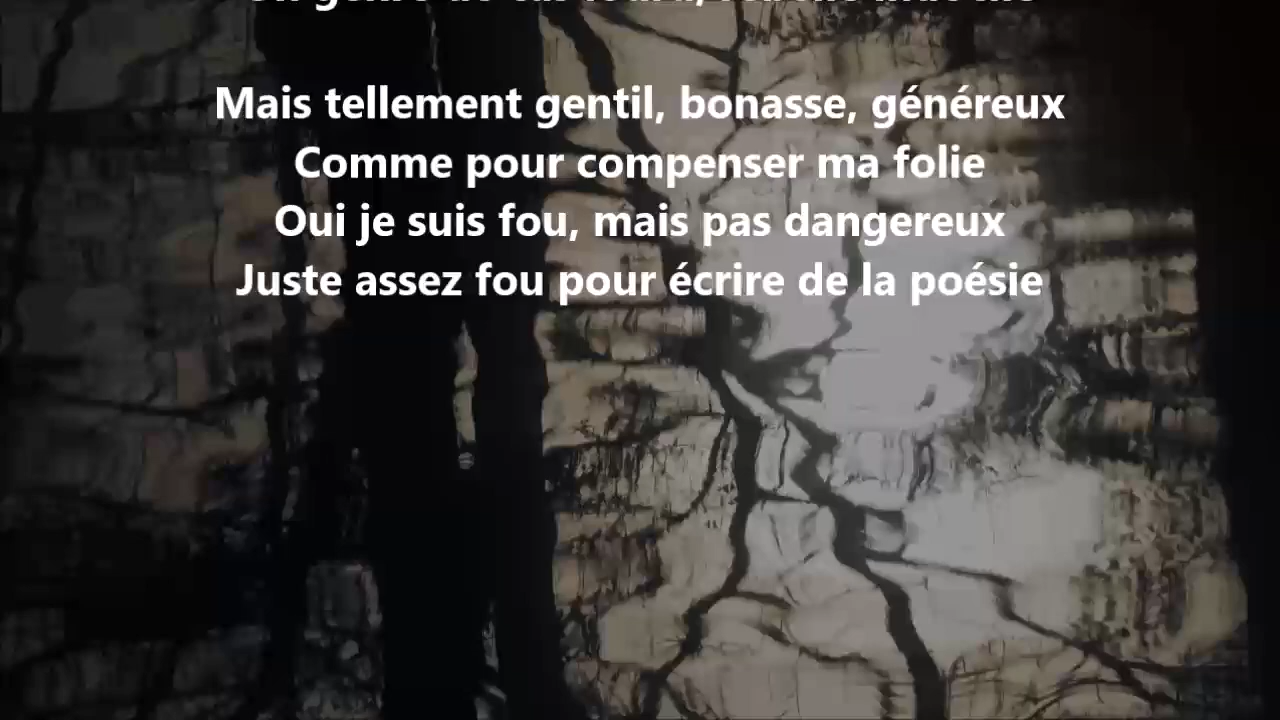 Mais tellement gentil, bonasse, généreux
Comme pour compenser ma folie
Oui je suis fou, mais pas dangereux
Juste assez fou pour écrire de la poésie